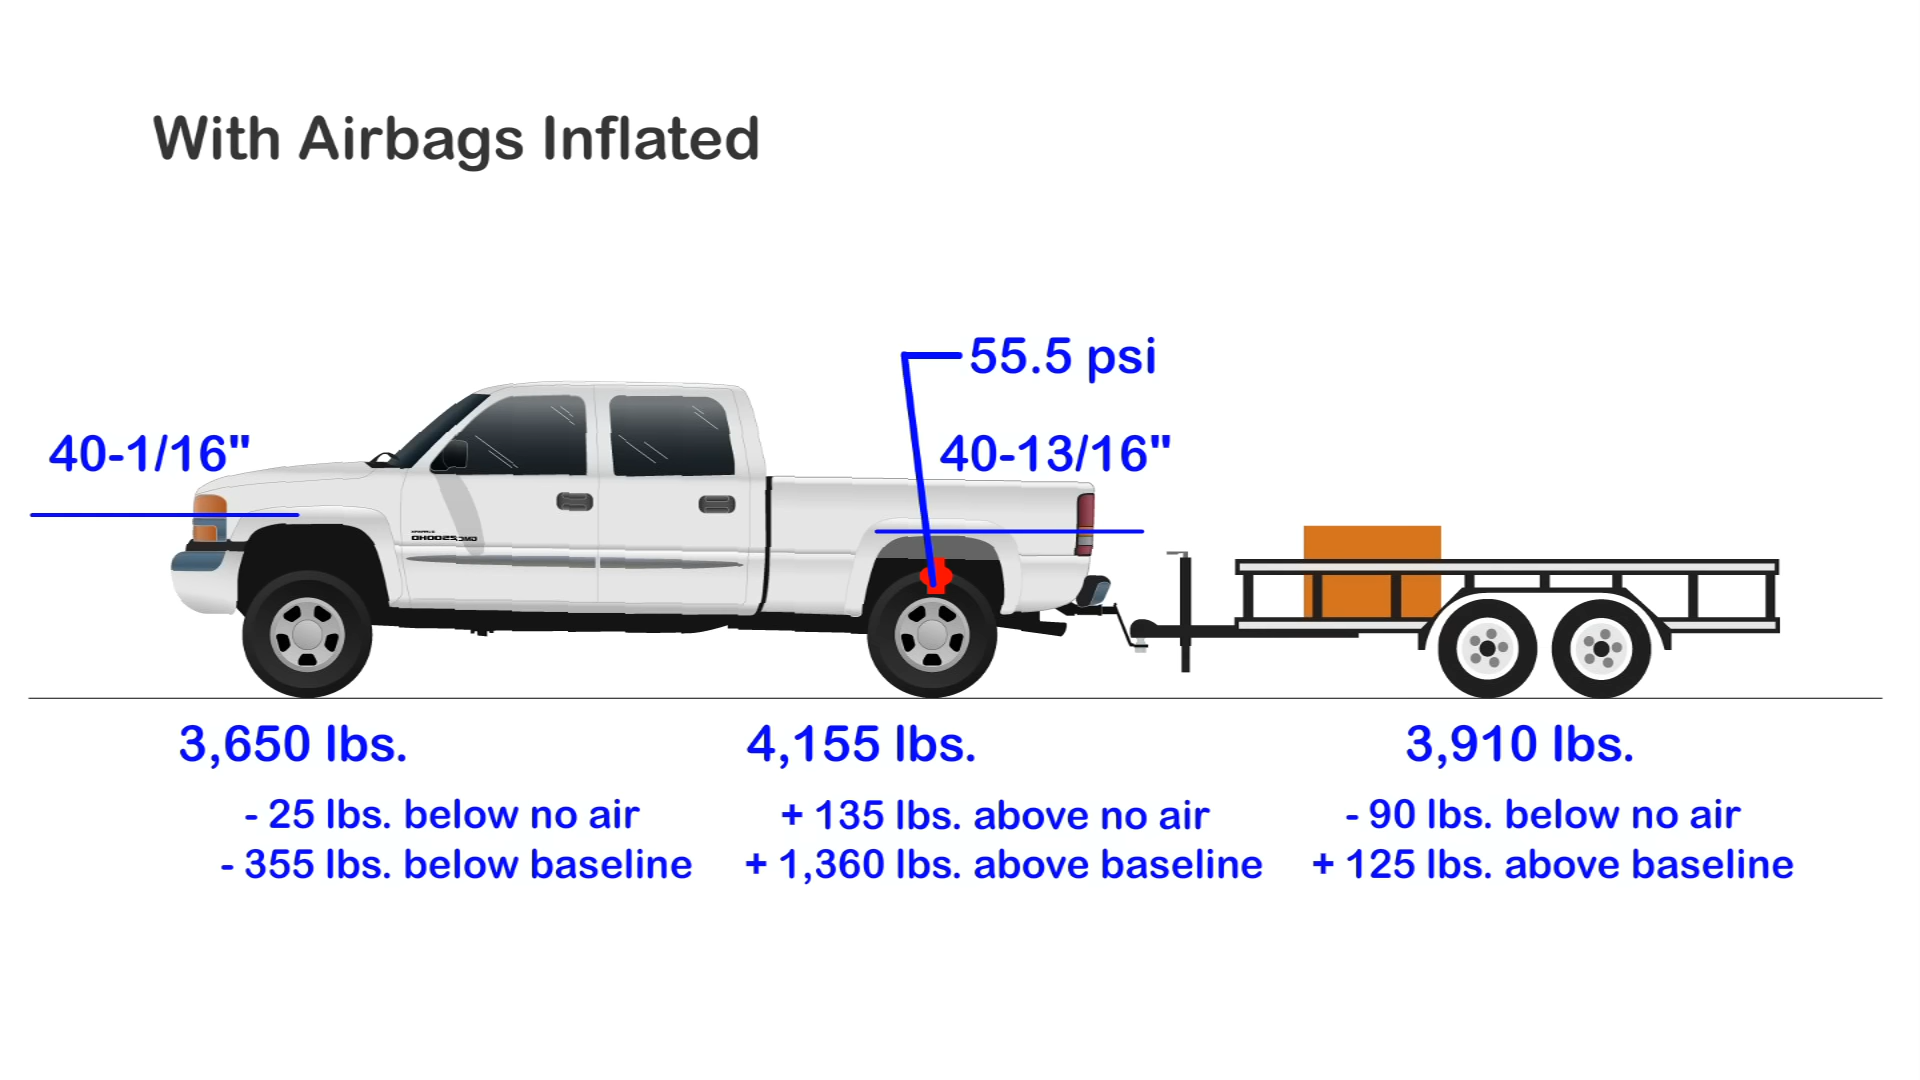 With Airbags Inflated
55.5 psi
40-1/16"
40-13/16"
3,650 lbs.
4,155 lbs.
3,910 lbs.
- 25 lbs. below no air
+ 135 lbs. above no air
- 90 lbs. below no air
- 355 lbs. below baseline
+ 1,360 lbs. above baseline
+ 125 lbs. above baseline